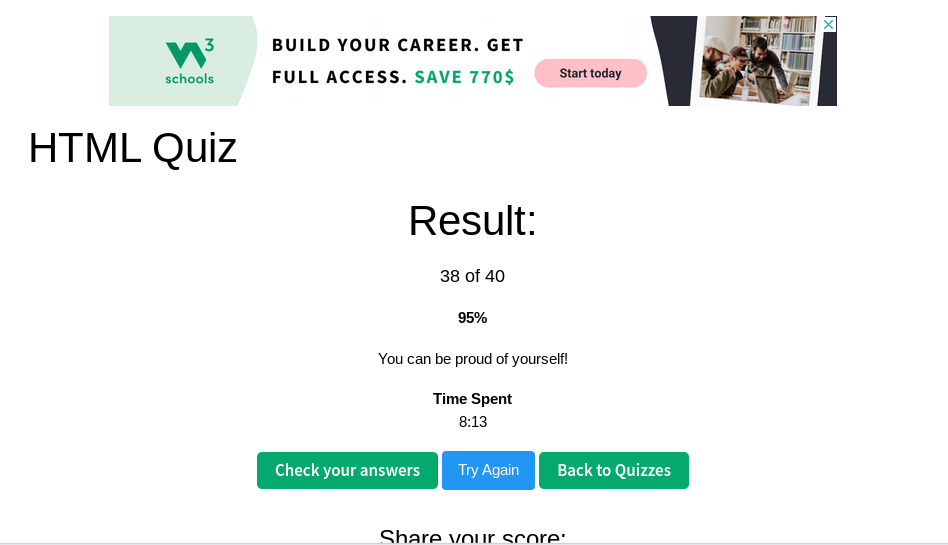 W3
schools
BUILD YOUR CAREER. GET
FULL ACCESS. SAVE 770$
Start today
HTML Quiz
Result:
38 of 40
95%
You can be proud of yourself!
Time Spent
8:13
Check your answers Try Again Back to Quizzes
Share your score: